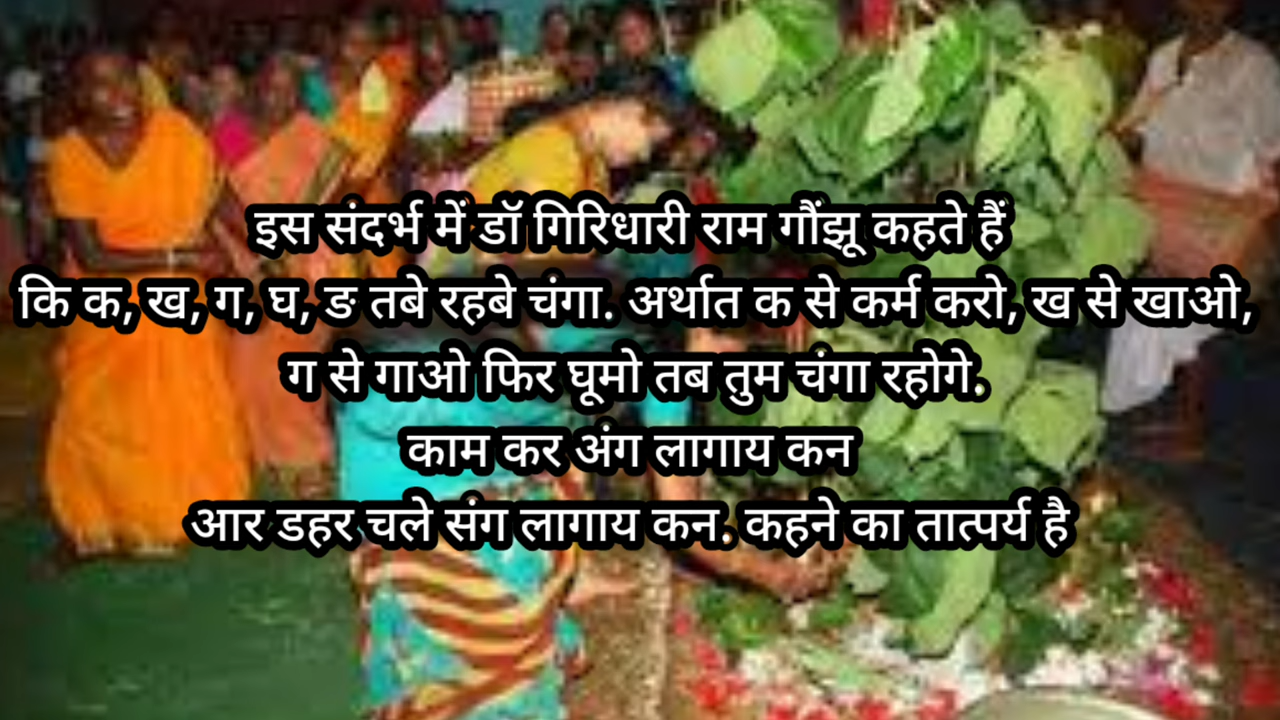 इस संदर्भ में डॉ गिरिधारी राम गौंझू कहते हैं
कि क, ख, ग, घ, ङ तबे रहबे चंगा. अर्थात क से कर्म करो, ख से खाओ,
ग से गाओ फिर घूमो तब तुम चंगा रहोगे.
काम कर अंग लागाय कन
आर डहर चले संग लागाय कन. कहने का तात्पर्य है